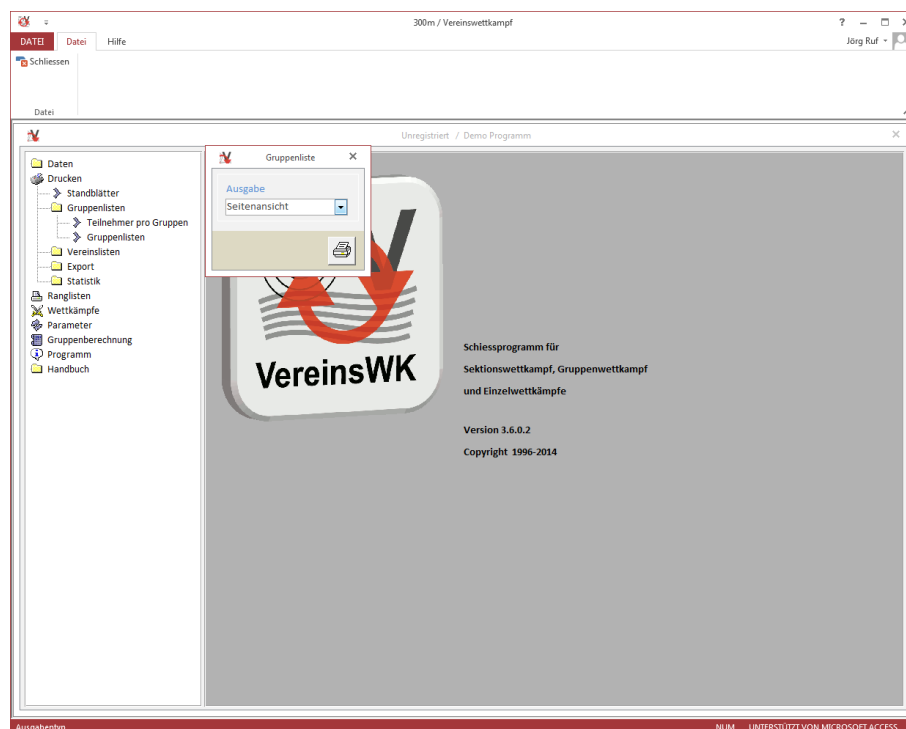 300m / Vereinswettkampf
DATEI Datei Hilfe
Jörg Ruf
Schliessen
Datei
Unregistriert / Demo Programm
Daten
Drucken
Standblätter
Gruppenlisten
Teilnehmer pro Gruppen
Gruppenlisten
Vereinslisten
Export
Statistik
Ranglisten
Wettkämpfe
Parameter
Gruppenberechnung
Programm
Handbuch
Gruppenliste
Ausgabe
Seitenansicht
VereinsWK
Schiessprogramm für
Sektionswettkampf, Gruppenwettkampf
und Einzelwettkämpfe
Version 3.6.0.2
Copyright 1996-2014
Ausgabentyp
NUM UNTERSTÜTZT VON MICROSOFT ACCESS